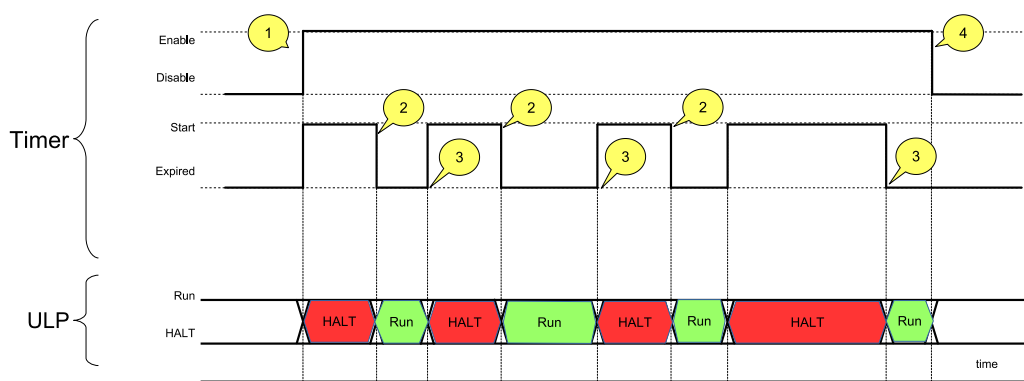 Timer
Enable
Disable
1
4
Start
Expired
2
2
2
3
3
3
ULP
Run
HALT
HALT
Run
HALT
Run
HALT
Run
HALT
Run
time